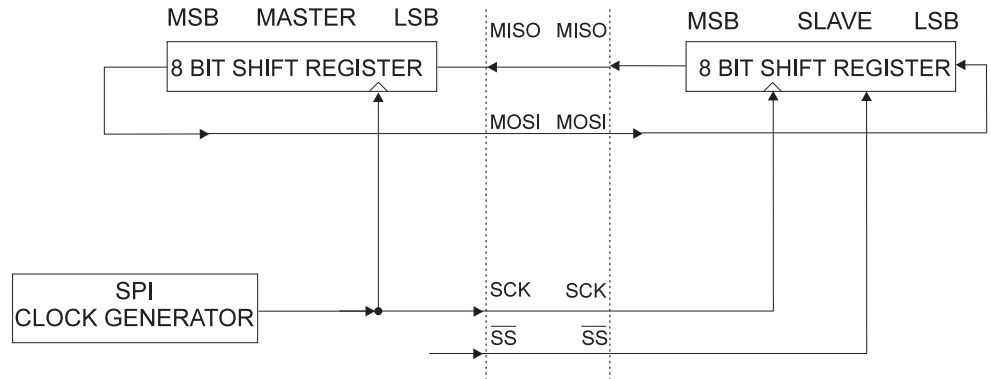 MSB MASTER LSB
MISO MISO
MSB SLAVE LSB
8 BIT SHIFT REGISTER
8 BIT SHIFT REGISTER
MOSI MOSI
SPI
CLOCK GENERATOR
SCK SCK
SS SS